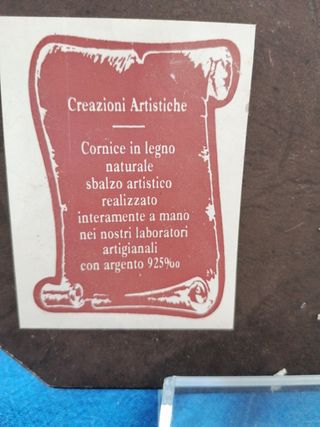 Creazioni Artistiche
Cornice in legno
naturale
sbalzo artistico
realizzato
interamente a mano
nei nostri laboratori
artigianali
con argento 925‰